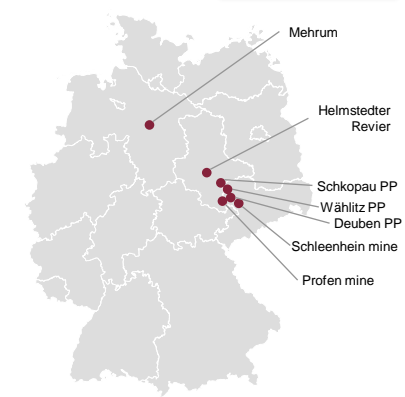 Mehrum
Helmstedter
Revier
Schkopau PP
Wählitz PP
Deuben PP
Schleenhein mine
Profen mine